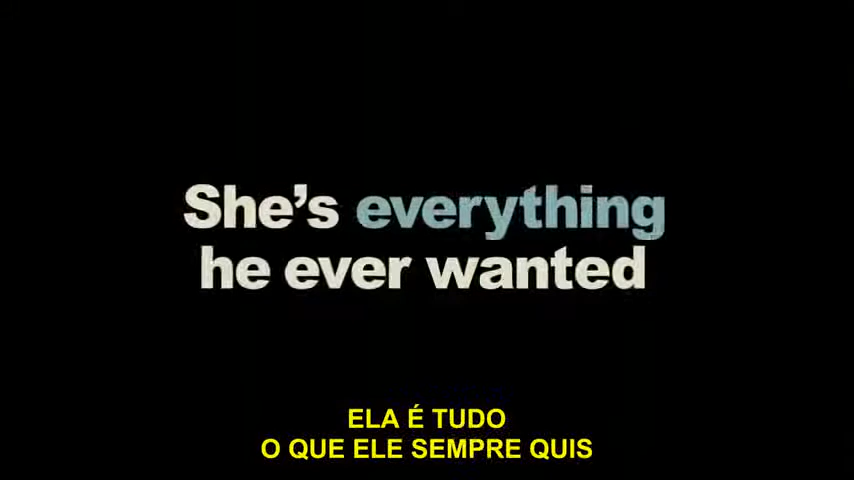 She's everything
he ever wanted
ELA É TUDO
O QUE ELE SEMPRE QUIS